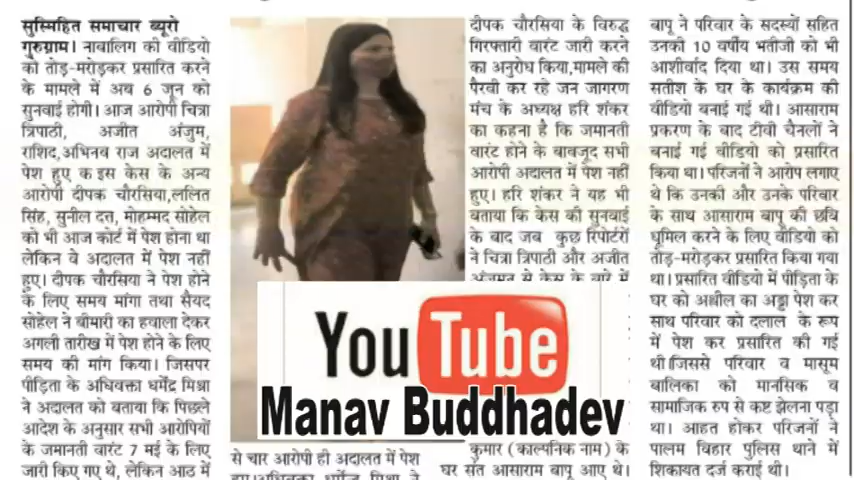 सुस्मिहित समाचार ब्यूरो
गुरुग्राम। नाबालिग की वीडियो
को तोड़-मरोड़कर प्रसारित करने
के मामले में अब 6 जून को
सुनवाई होगी। आज आरोपी चित्रा
त्रिपाठी, अजीत अंजुम,
राशिद,अभिनव राज अदालत में
पेश हुए क इस केस के अन्य
आरोपी दीपक चौरसिया,ललित
सिंह, सुनील दत्त, मोहम्मद सोहेल
को भी आज कोर्ट में पेश होना था
लेकिन वे अदालत में पेश नहीं
हुए। दीपक चौरसिया ने पेश होने
के लिए समय मांगा तथा सैयद
सोहेल ने बीमारी का हवाला देकर
अगली तारीख में पेश होने के लिए
समय की मांग किया। जिसपर
पीड़िता के अधिवक्ता धर्मेंद्र मिश्रा
ने अदालत को बताया कि पिछले
आदेश के अनुसार सभी आरोपियों
के जमानती वारंट 7 मई के लिए
जारी किए गए थे, लेकिन आठ में
से चार आरोपी ही अदालत में पेश
हुए।अधिवक्ता धर्मेन्द्र मिश्रा ने
दीपक चौरसिया के विरुद्ध
गिरफ्तारी वारंट जारी करने
का अनुरोध किया,मामले की
पैरवी कर रहे जन जागरण
मंच के अध्यक्ष हरि शंकर
का कहना है कि जमानती
वारंट होने के बावजूद सभी
आरोपी अदालत में पेश नहीं
हुए। हरि शंकर ने यह भी
बताया कि केस की सुनवाई
के बाद जब कुछ रिपोर्टरों
ने चित्रा त्रिपाठी और अजीत
अंजुम से केस के बारे में
You Tube
Manav Buddhadev
कुमार (काल्पनिक नाम) के
घर संत आसाराम बापू आए थे।
बापू ने परिवार के सदस्यों सहित
उनकी 10 वर्षीय भतीजी को भी
आशीर्वाद दिया था। उस समय
सतीश के घर के कार्यक्रम की
वीडियो बनाई गई थी। आसाराम
प्रकरण के बाद टीवी चैनलों ने
बनाई गई वीडियो को प्रसारित
किया था। परिजनों ने आरोप लगाए
थे कि उनकी और उनके परिवार
के साथ आसाराम बापू की छवि
धूमिल करने के लिए वीडियो को
तोड़-मरोड़कर प्रसारित किया गया
था। प्रसारित वीडियो में पीड़िता के
घर को अश्लील का अड्डा पेश कर
साथ परिवार को दलाल के रूप
में पेश कर प्रसारित की गई
थी।जिससे परिवार व मासूम
बालिका को मानसिक व
सामाजिक रुप से कष्ट झेलना पड़ा
था। आहत होकर परिजनों ने
पालम विहार पुलिस थाने में
शिकायत दर्ज कराई थी।